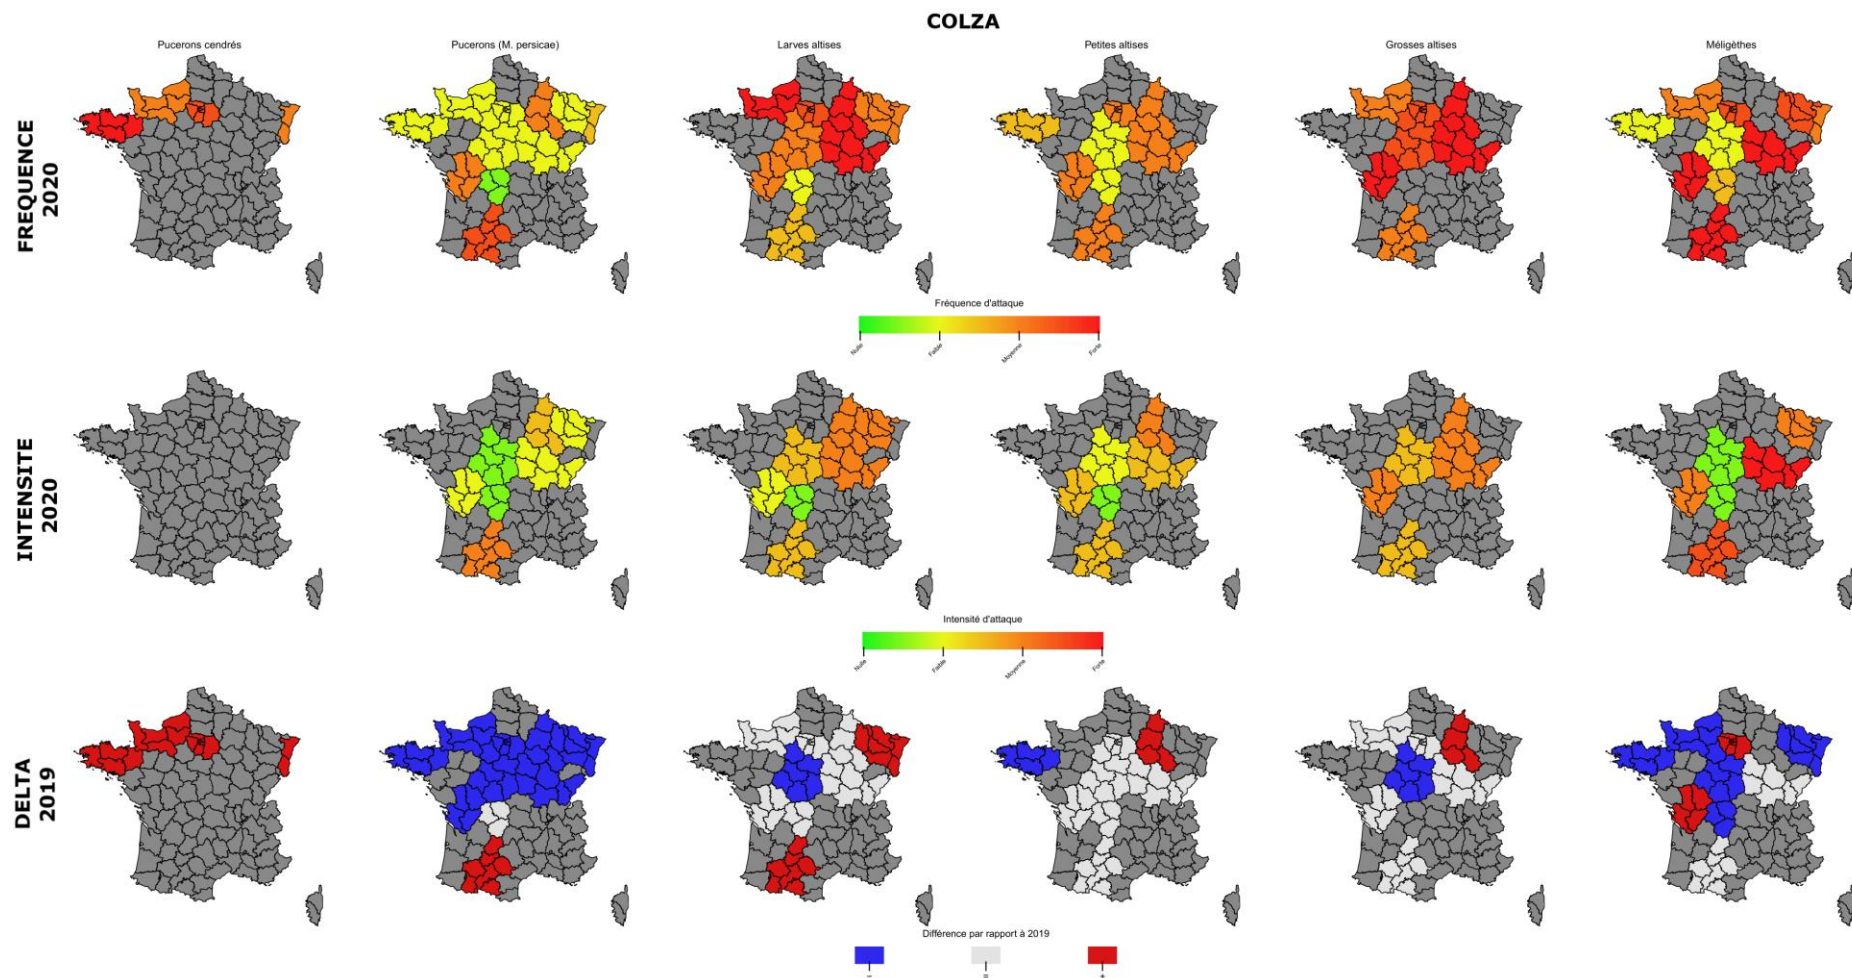 COLZA
Pucerons cendrés
Pucerons (M. persicae)
Larves altises
Petites altises
Grosses altises
Méligèthes
FREQUENCE
2020
Fréquence d'attaque
Nulle
Faible
Moyenne
Forte
INTENSITE
2020
Intensité d'attaque
Nulle
Faible
Moyenne
Forte
DELTA
2019
Différence par rapport à 2019
-
=
+